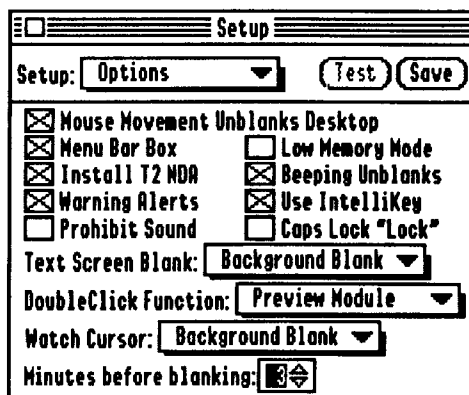 Setup
Setup: Options Test Save
Mouse Movement Unblanks Desktop
Menu Bar Box Low Memory Mode
Install T2 NDA Beeping Unblanks
Warning Alerts Use IntelliKey
Prohibit Sound Caps Lock "Lock"
Text Screen Blank: Background Blank
DoubleClick Function: Preview Module
Watch Cursor: Background Blank
Minutes before blanking: 3